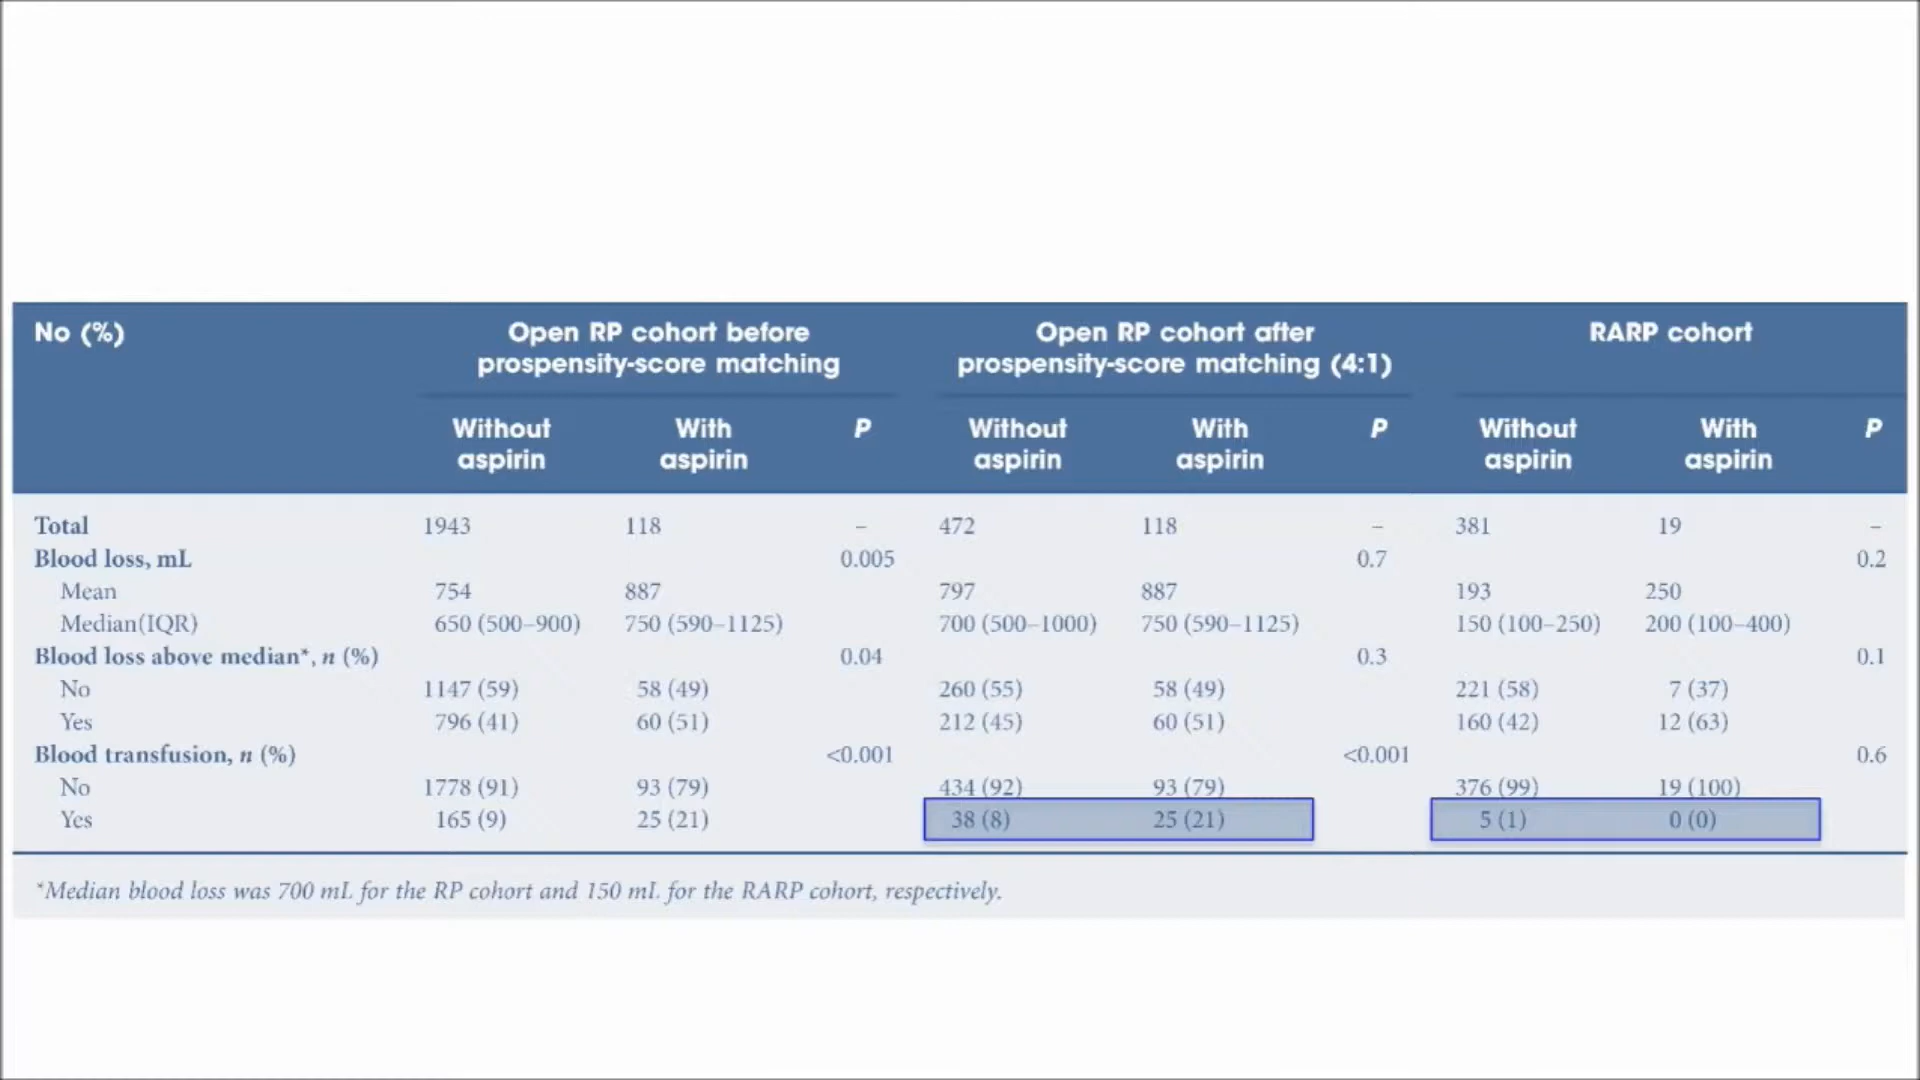 No (%) Open RP cohort before prospensity-score matching Open RP cohort after prospensity-score matching (4:1) RARP cohort
Without aspirin With aspirin P Without aspirin With aspirin P Without aspirin With aspirin P
Total 1943 118 – 472 118 – 381 19 –
Blood loss, mL 0.005 0.7 0.2
Mean 754 887 797 887 193 250
Median(IQR) 650 (500–900) 750 (590–1125) 700 (500–1000) 750 (590–1125) 150 (100–250) 200 (100–400)
Blood loss above median*, n (%) 0.04 0.3 0.1
No 1147 (59) 58 (49) 260 (55) 58 (49) 221 (58) 7 (37)
Yes 796 (41) 60 (51) 212 (45) 60 (51) 160 (42) 12 (63)
Blood transfusion, n (%) <0.001 <0.001 0.6
No 1778 (91) 93 (79) 434 (92) 93 (79) 376 (99) 19 (100)
Yes 165 (9) 25 (21) 38 (8) 25 (21) 5 (1) 0 (0)
*Median blood loss was 700 mL for the RP cohort and 150 mL for the RARP cohort, respectively.